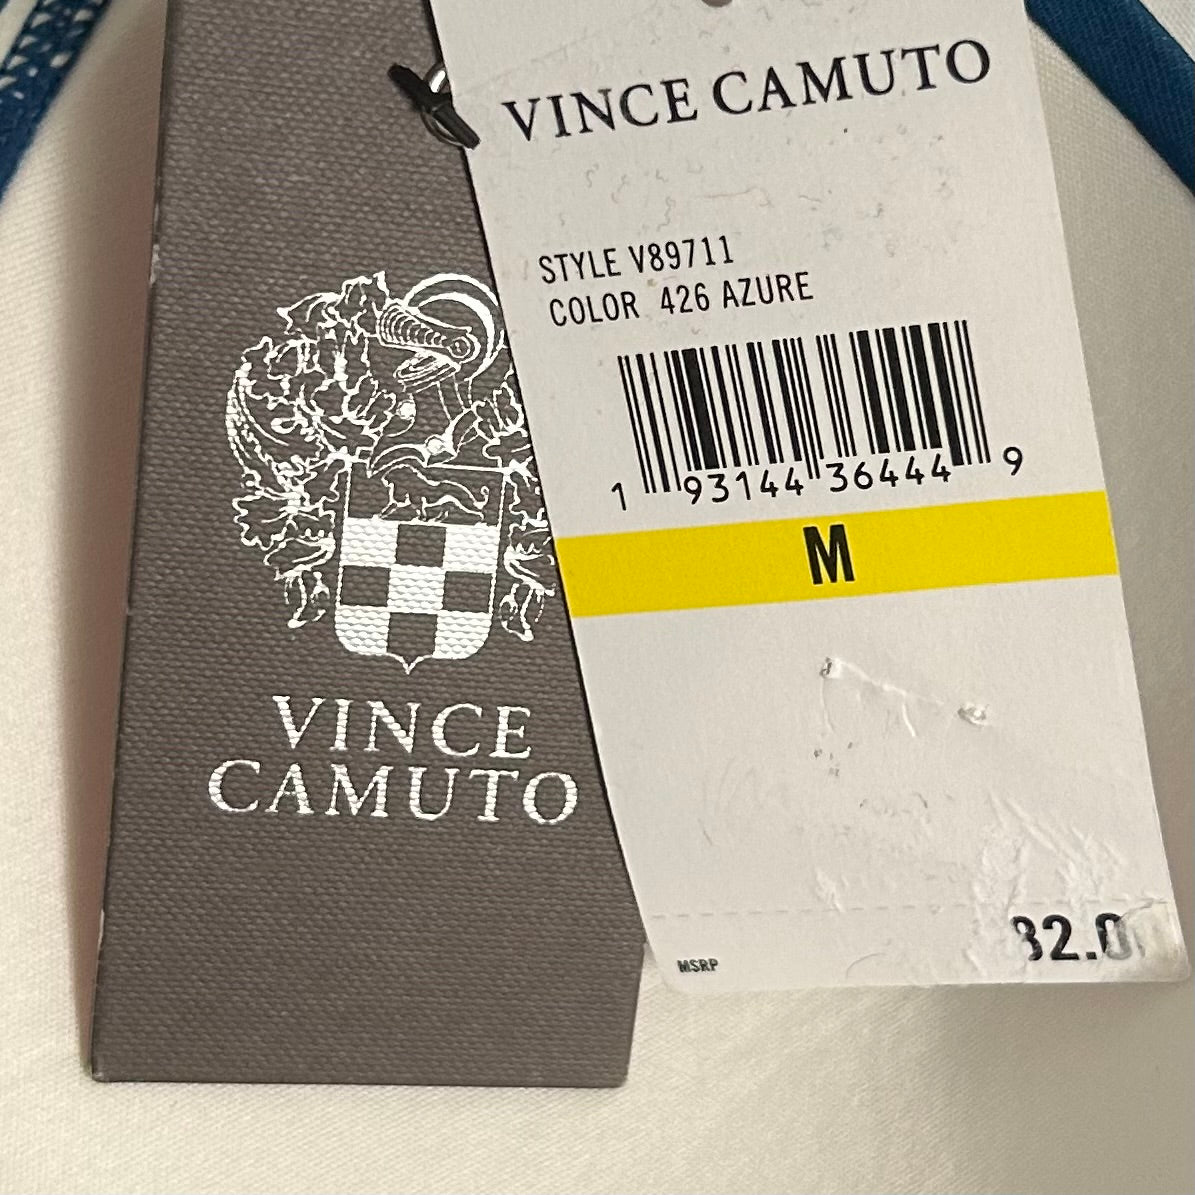 VINCE
CAMUTO
VINCE CAMUTO
STYLE V89711
COLOR 426 AZURE
1 93144 36444 9
M
MSRP